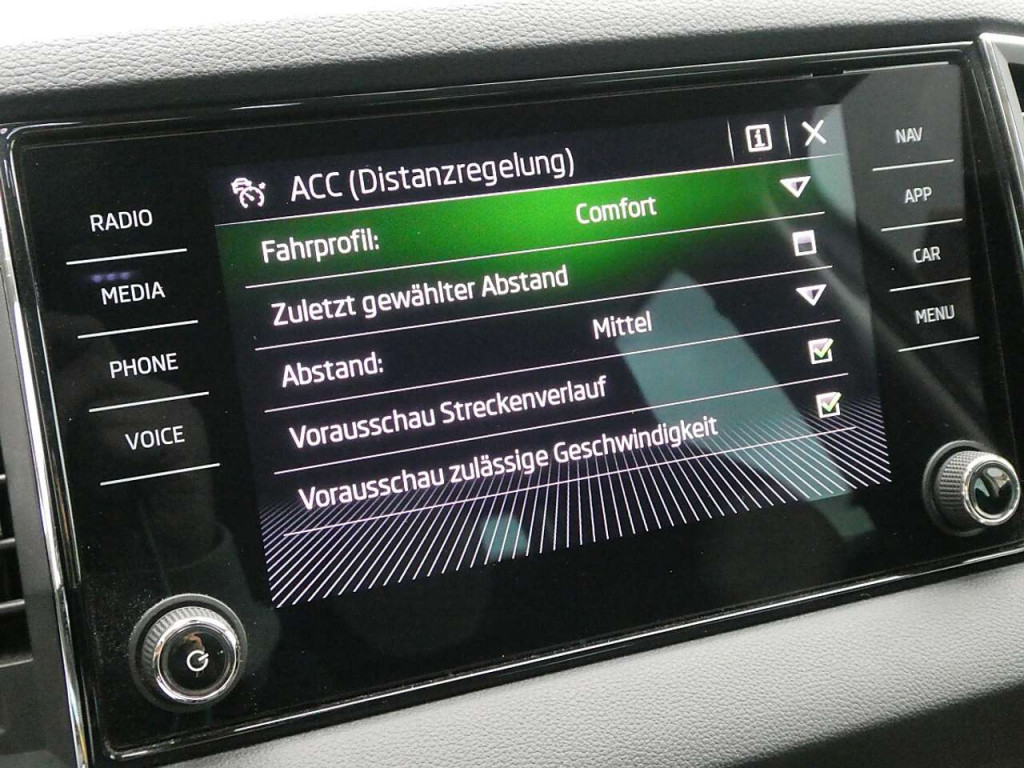 ACC (Distanzregelung)
Fahrprofil: Comfort
Zuletzt gewählter Abstand
Abstand: Mittel
Vorausschau Streckenverlauf
Vorausschau zulässige Geschwindigkeit
RADIO
MEDIA
PHONE
VOICE
NAV
APP
CAR
MENU